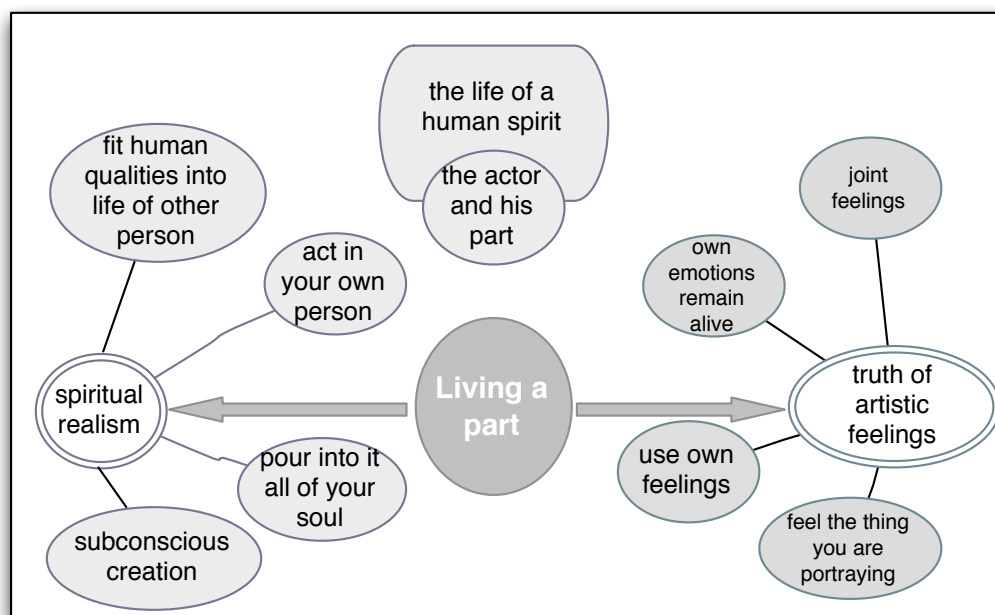 the life of a
human spirit
the actor
and his
part
fit human
qualities into
life of other
person
act in
your own
person
spiritual
realism
pour into it
all of your
soul
subconscious
creation
Living a
part
joint
feelings
own
emotions
remain
alive
truth of
artistic
feelings
use own
feelings
feel the thing
you are
portraying